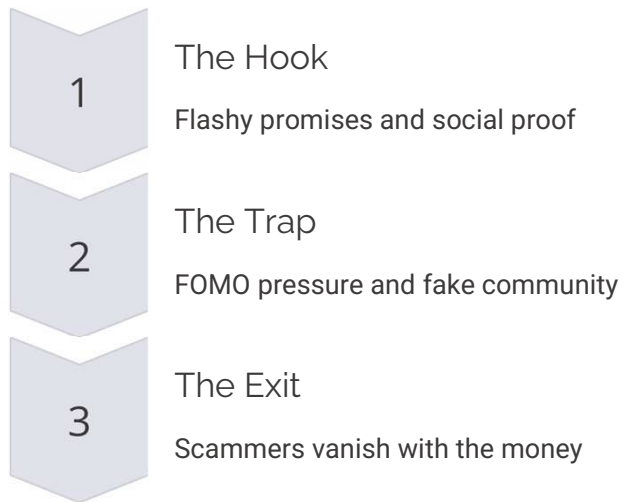 1
The Hook
Flashy promises and social proof
2
The Trap
FOMO pressure and fake community
3
The Exit
Scammers vanish with the money